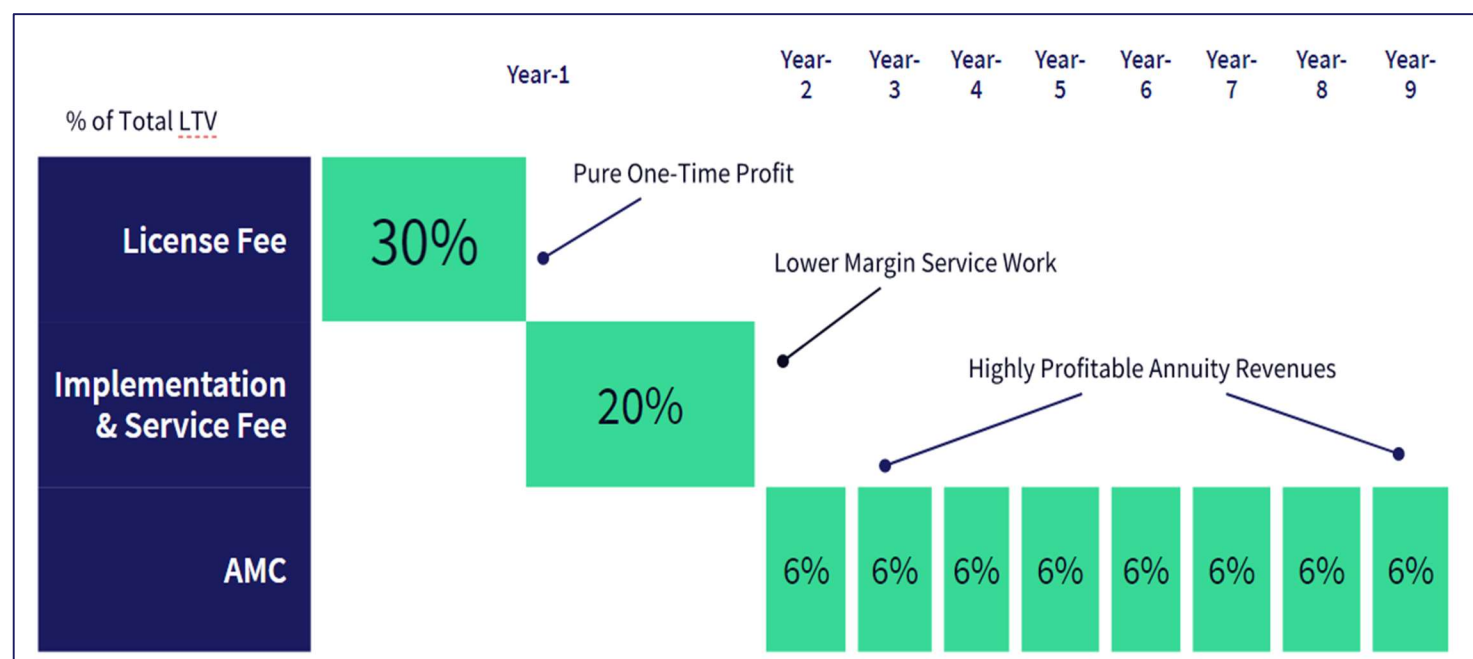 Year-1
Year-
2
Year-
3
Year-
4
Year-
5
Year-
6
Year-
7
Year-
8
Year-
9
% of Total LTV
License Fee
30%
Pure One-Time Profit
Lower Margin Service Work
Implementation
& Service Fee
20%
Highly Profitable Annuity Revenues
AMC
6% 6% 6% 6% 6% 6% 6% 6%